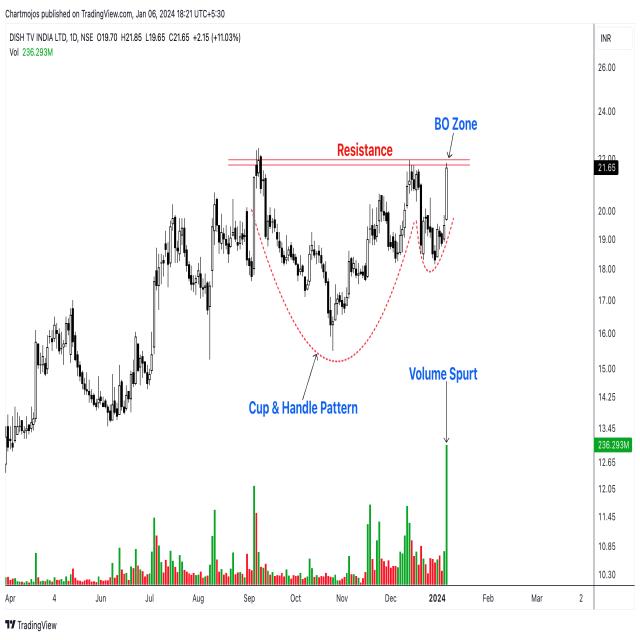 Chartmojos published on TradingView.com, Jan 06, 2024 18:21 UTC+5:30
DISH TV INDIA LTD, 1D, NSE O19.70 H21.85 L19.65 C21.65 +2.15 (+11.03%)
INR
Vol 236.293M
26.00
24.00
BO Zone
Resistance
22.00
21.65
20.00
19.00
18.00
17.00
16.00
15.00
Volume Spurt
14.25
Cup & Handle Pattern
13.45
236.293M
12.65
12.05
11.45
10.85
10.30
Apr 4 Jun Jul Aug Sep Oct Nov Dec 2024 Feb Mar 2
TradingView